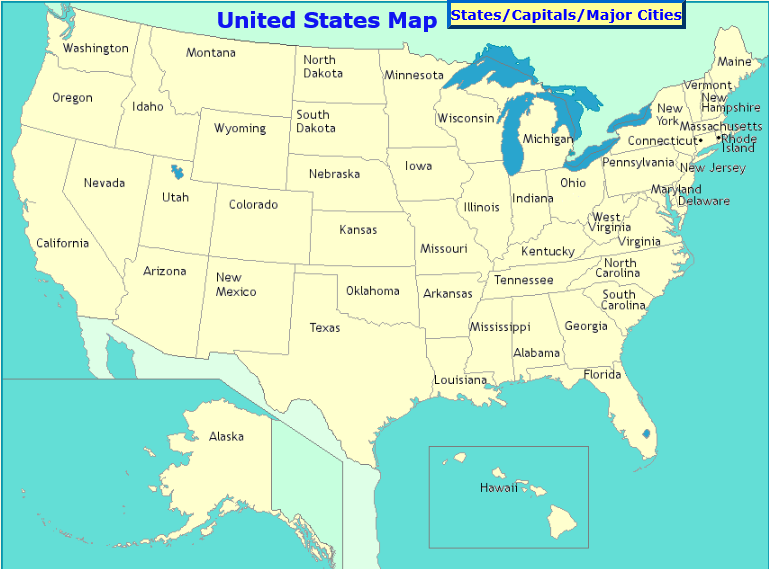 United States Map
States/Capitals/Major Cities
Washington
Montana
North
Dakota
Minnesota
Maine
Oregon
Idaho
Wyoming
South
Dakota
Wisconsin
Michigan
Vermont
New
Hampshire
New
York
Massachusetts
Connecticut
Rhode
Island
Nevada
Utah
Colorado
Nebraska
Iowa
Illinois
Indiana
Ohio
Pennsylvania
New Jersey
Maryland
Delaware
California
Kansas
Missouri
West
Virginia
Virginia
Kentucky
Arizona
New
Mexico
Oklahoma
Arkansas
Tennessee
North
Carolina
South
Carolina
Texas
Mississippi
Alabama
Georgia
Louisiana
Florida
Alaska
Hawaii